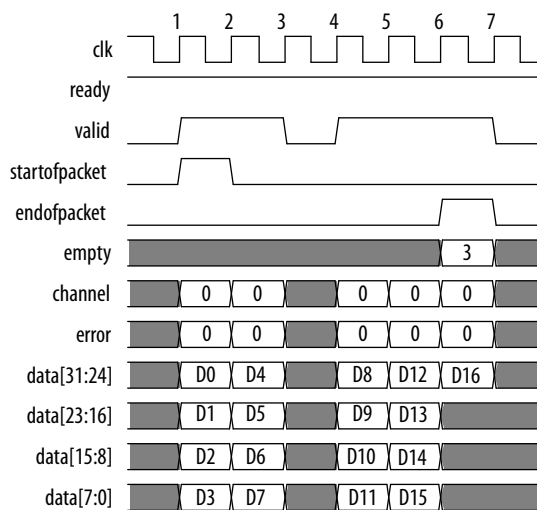 1 2 3 4 5 6 7
clk
ready
valid
startofpacket
endofpacket
empty 3
channel 0 0 0 0 0
error 0 0 0 0 0
data[31:24] D0 D4 D8 D12 D16
data[23:16] D1 D5 D9 D13
data[15:8] D2 D6 D10 D14
data[7:0] D3 D7 D11 D15